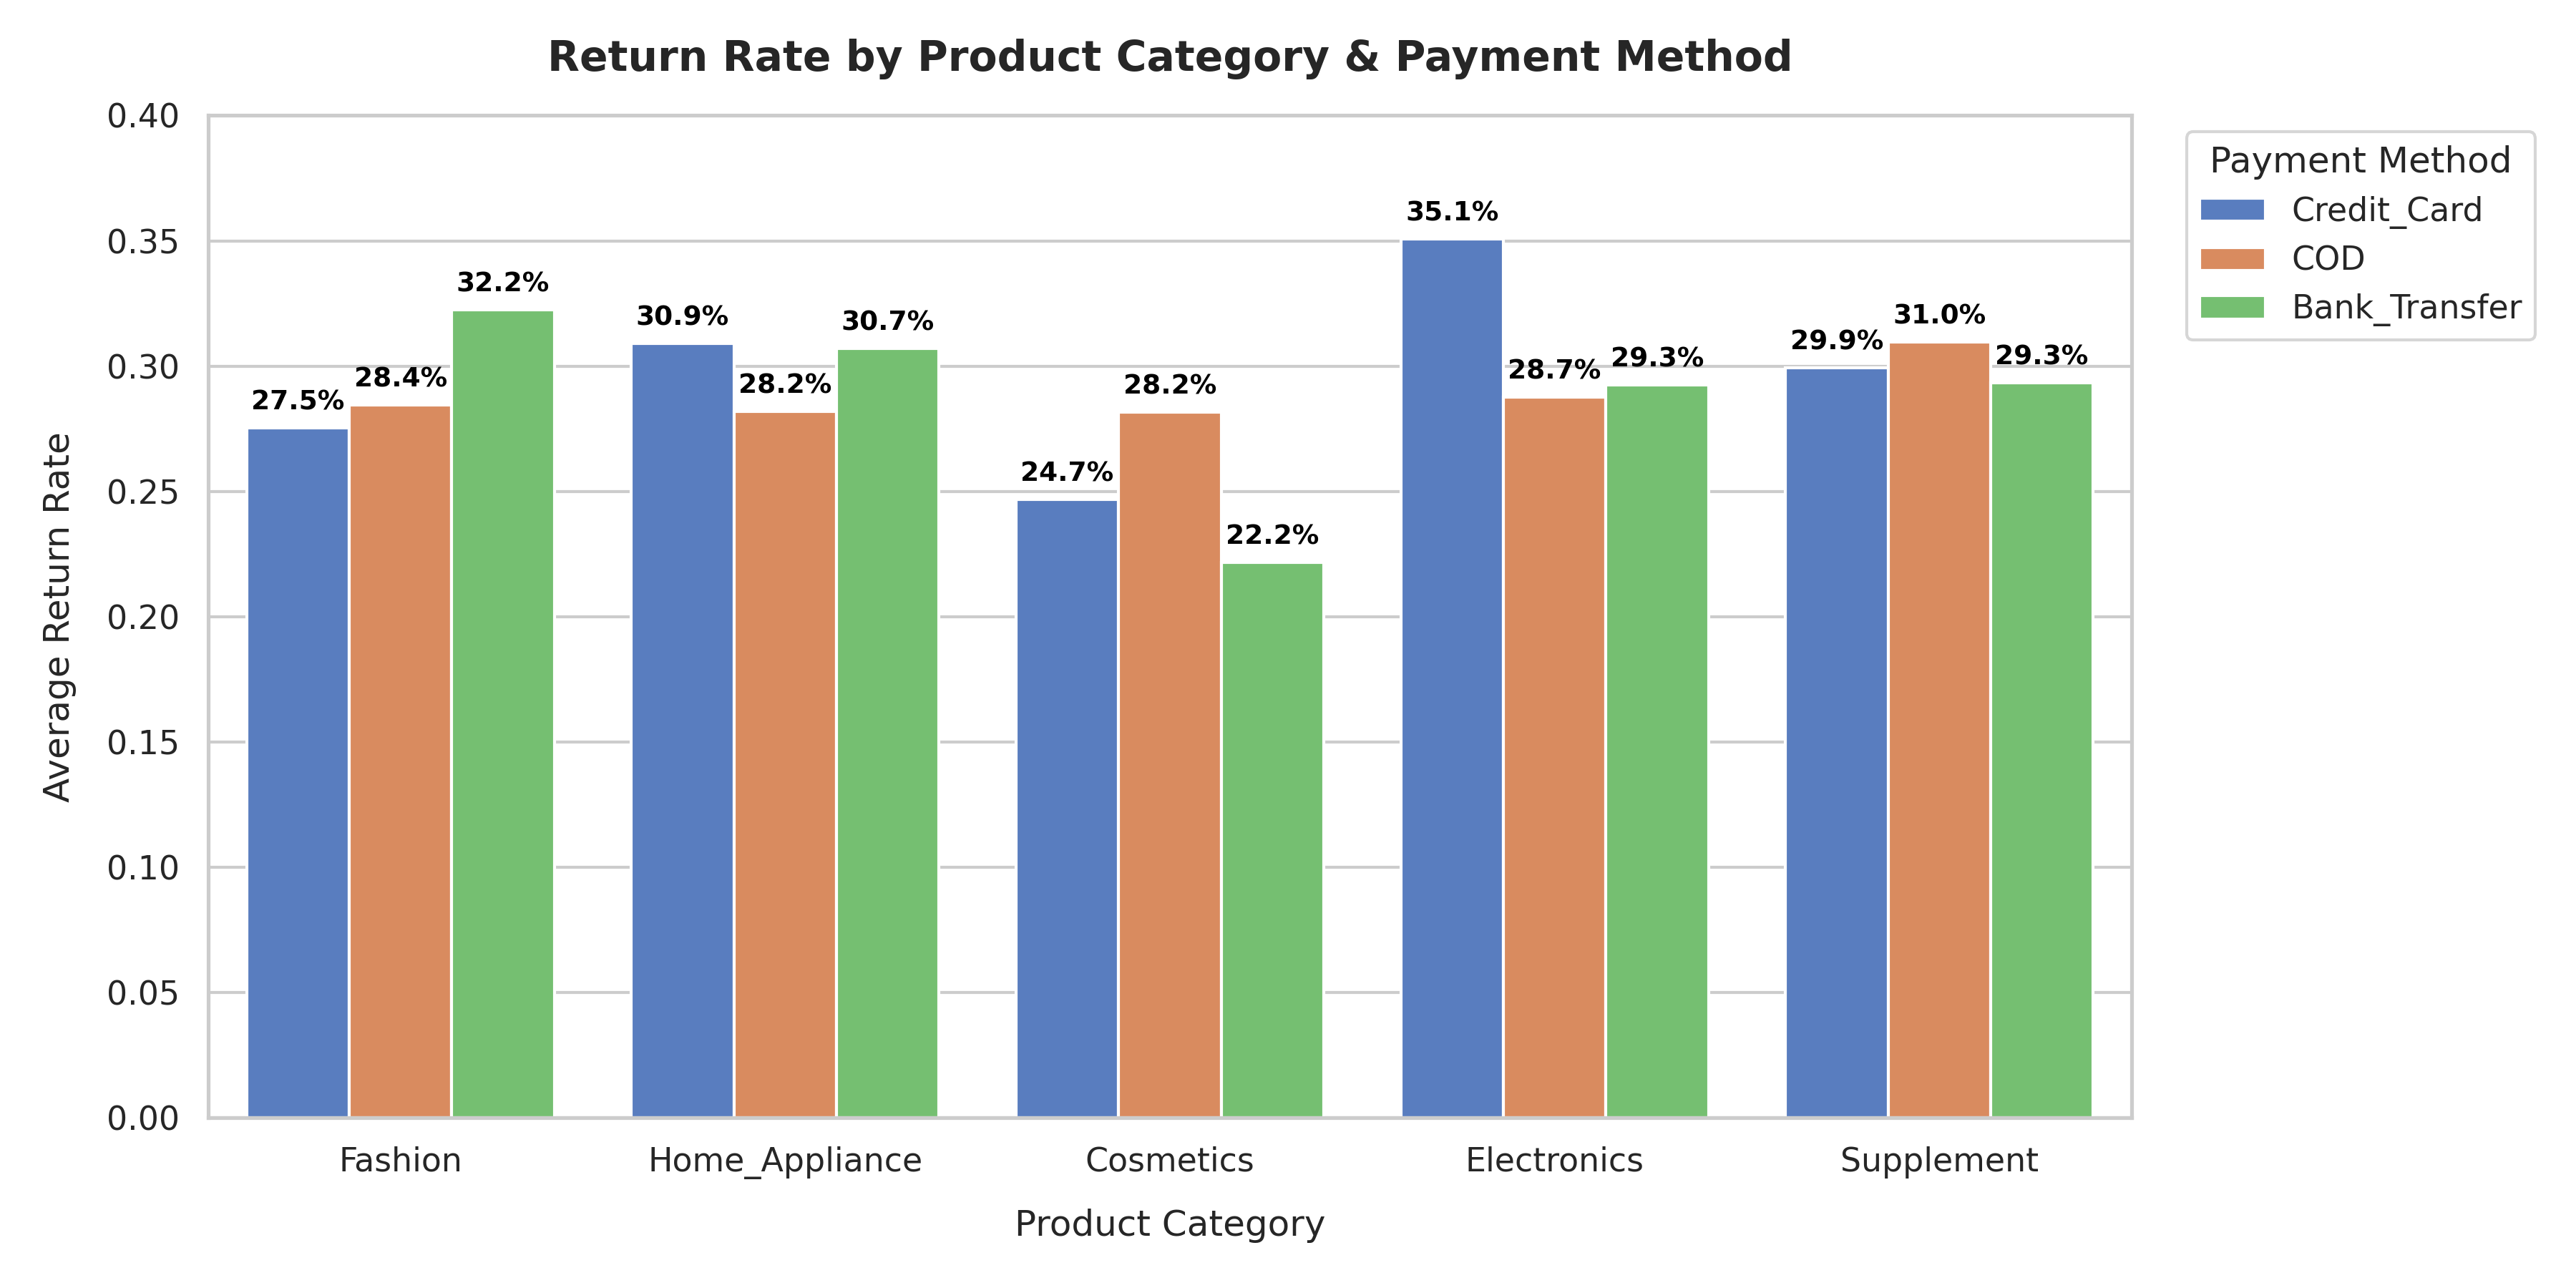 Return Rate by Product Category & Payment Method
0.40
0.35
0.30
0.25
0.20
0.15
0.10
0.05
0.00
Average Return Rate
27.5%
28.4%
32.2%
30.9%
28.2%
30.7%
24.7%
28.2%
22.2%
35.1%
28.7%
29.3%
29.9%
31.0%
29.3%
Fashion
Home_Appliance
Cosmetics
Electronics
Supplement
Product Category
Payment Method
Credit_Card
COD
Bank_Transfer